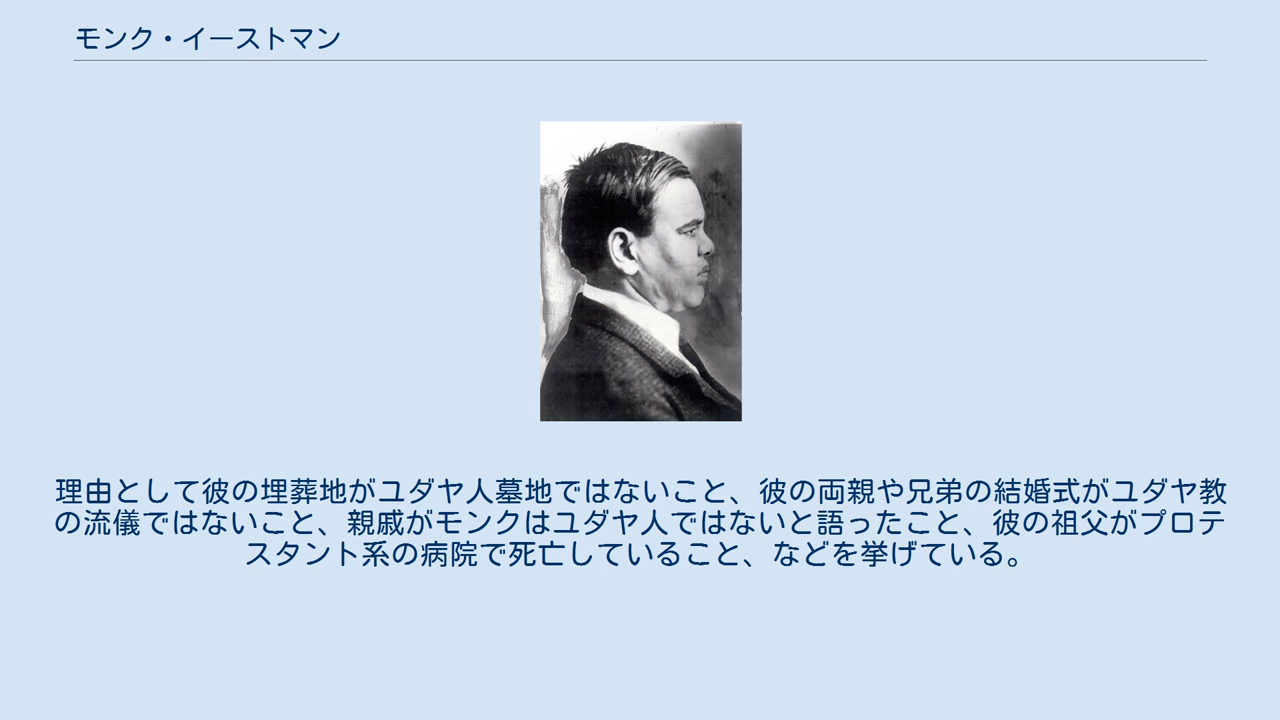 モンク・イーストマン
理由として彼の埋葬地がユダヤ人墓地ではないこと、彼の両親や兄弟の結婚式がユダヤ教
の流儀ではないこと、親戚がモンクはユダヤ人ではないと語ったこと、彼の祖父がプロテ
スタント系の病院で死亡していること、などを挙げている。